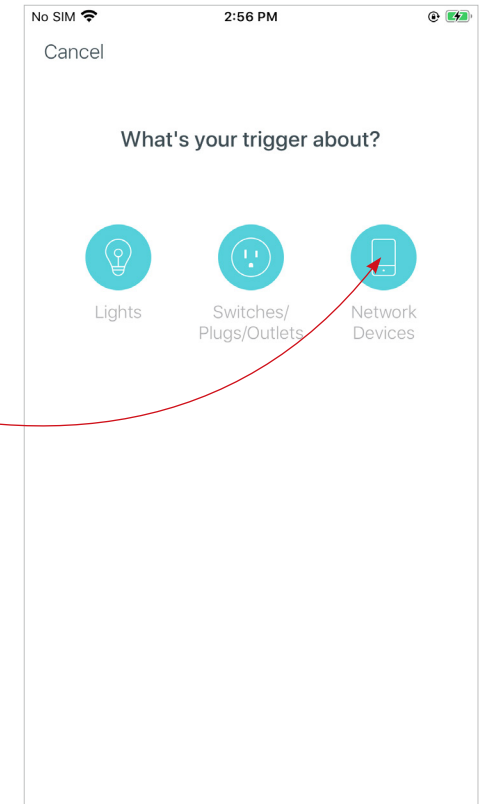 No SIM 2:56 PM
Cancel
What's your trigger about?
Lights
Switches/
Plugs/Outlets
Network
Devices